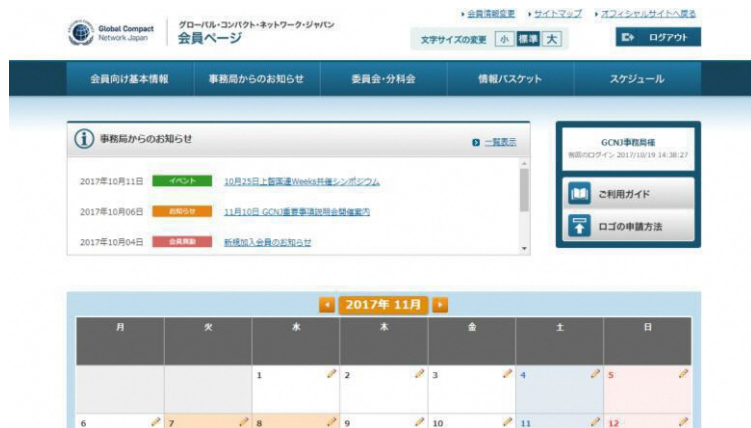 会員情報変更 サイトマップ オフィシャルサイトへ戻る
Global Compact
Network Japan
グローバル・コンパクト・ネットワーク・ジャパン
会員ページ
文字サイズの変更 小 標準 大
ログアウト
会員向け基本情報 事務局からのお知らせ 委員会・分科会 情報バスケット スケジュール
事務局からのお知らせ 一覧表示
2017年10月11日 イベント 10月25日上智国連Weeks共催シンポジウム
2017年10月06日 お知らせ 11月10日 GCNJ重要事項説明会開催案内
2017年10月04日 会員異動 新規加入会員のお知らせ
GCNJ事務局様
前回のログイン 2017/10/19 14:38:27
ご利用ガイド
ロゴの申請方法
2017年 11月
月 火 水 木 金 土 日
1 2 3 4 5
6 7 8 9 10 11 12